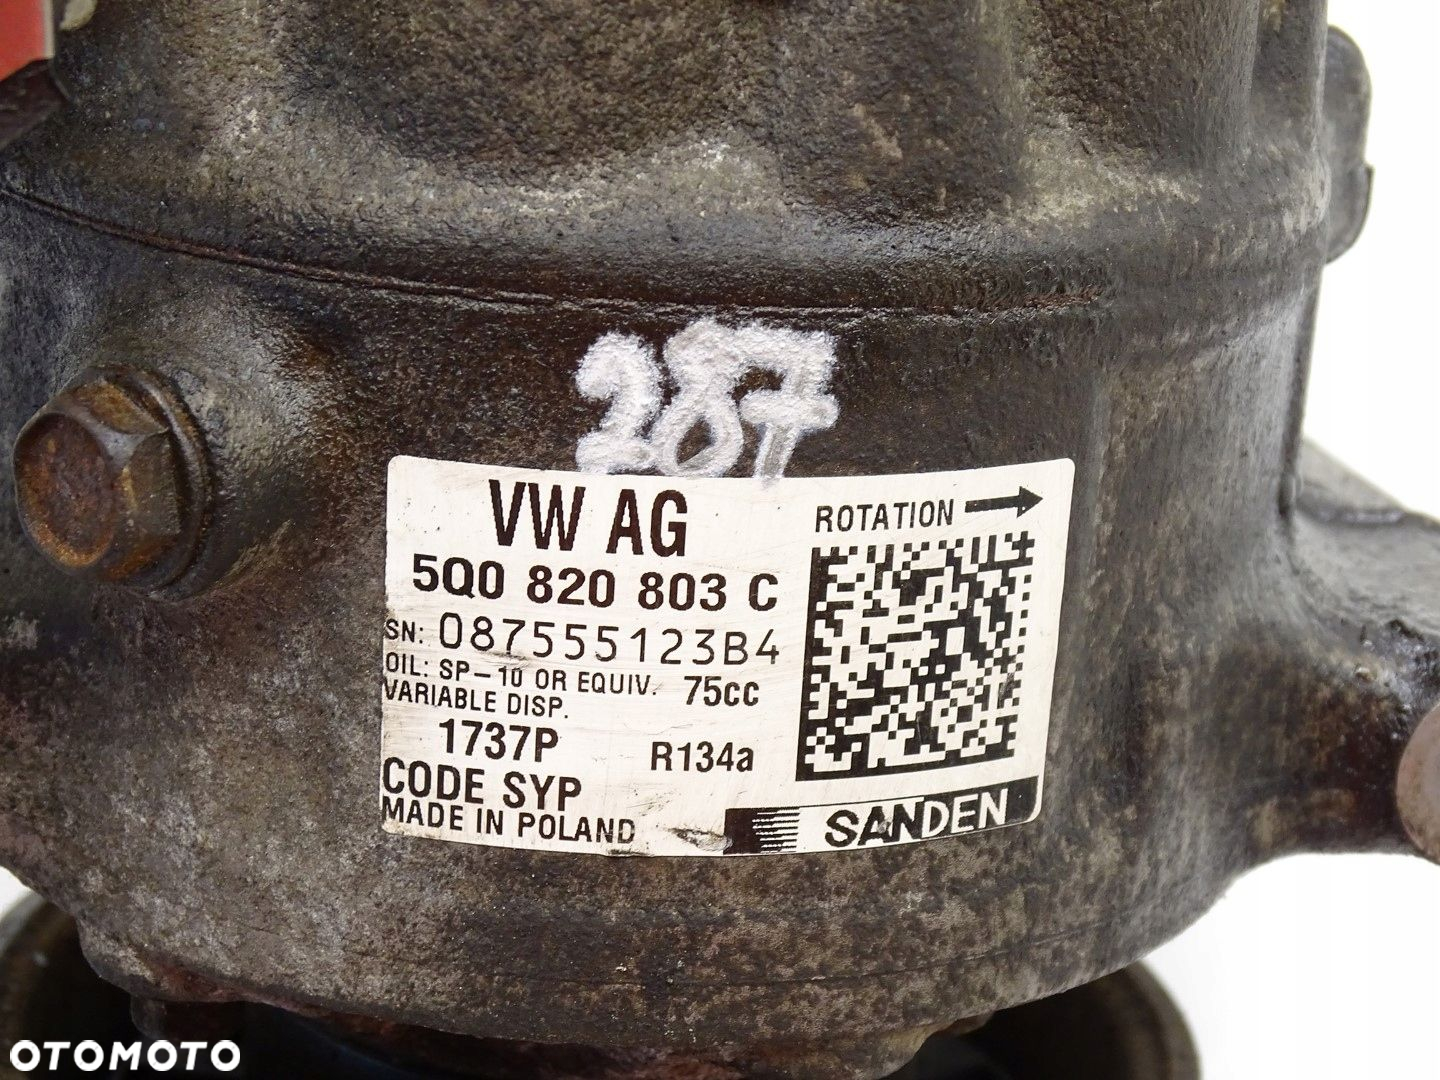 287
VW AG
5Q0 820 803 C
SN: 087555123B4
OIL: SP-10 OR EQUIV. 75cc
VARIABLE DISP.
1737P
R134a
CODE SYP
MADE IN POLAND
ROTATION
SANDEN
OTOMOTO